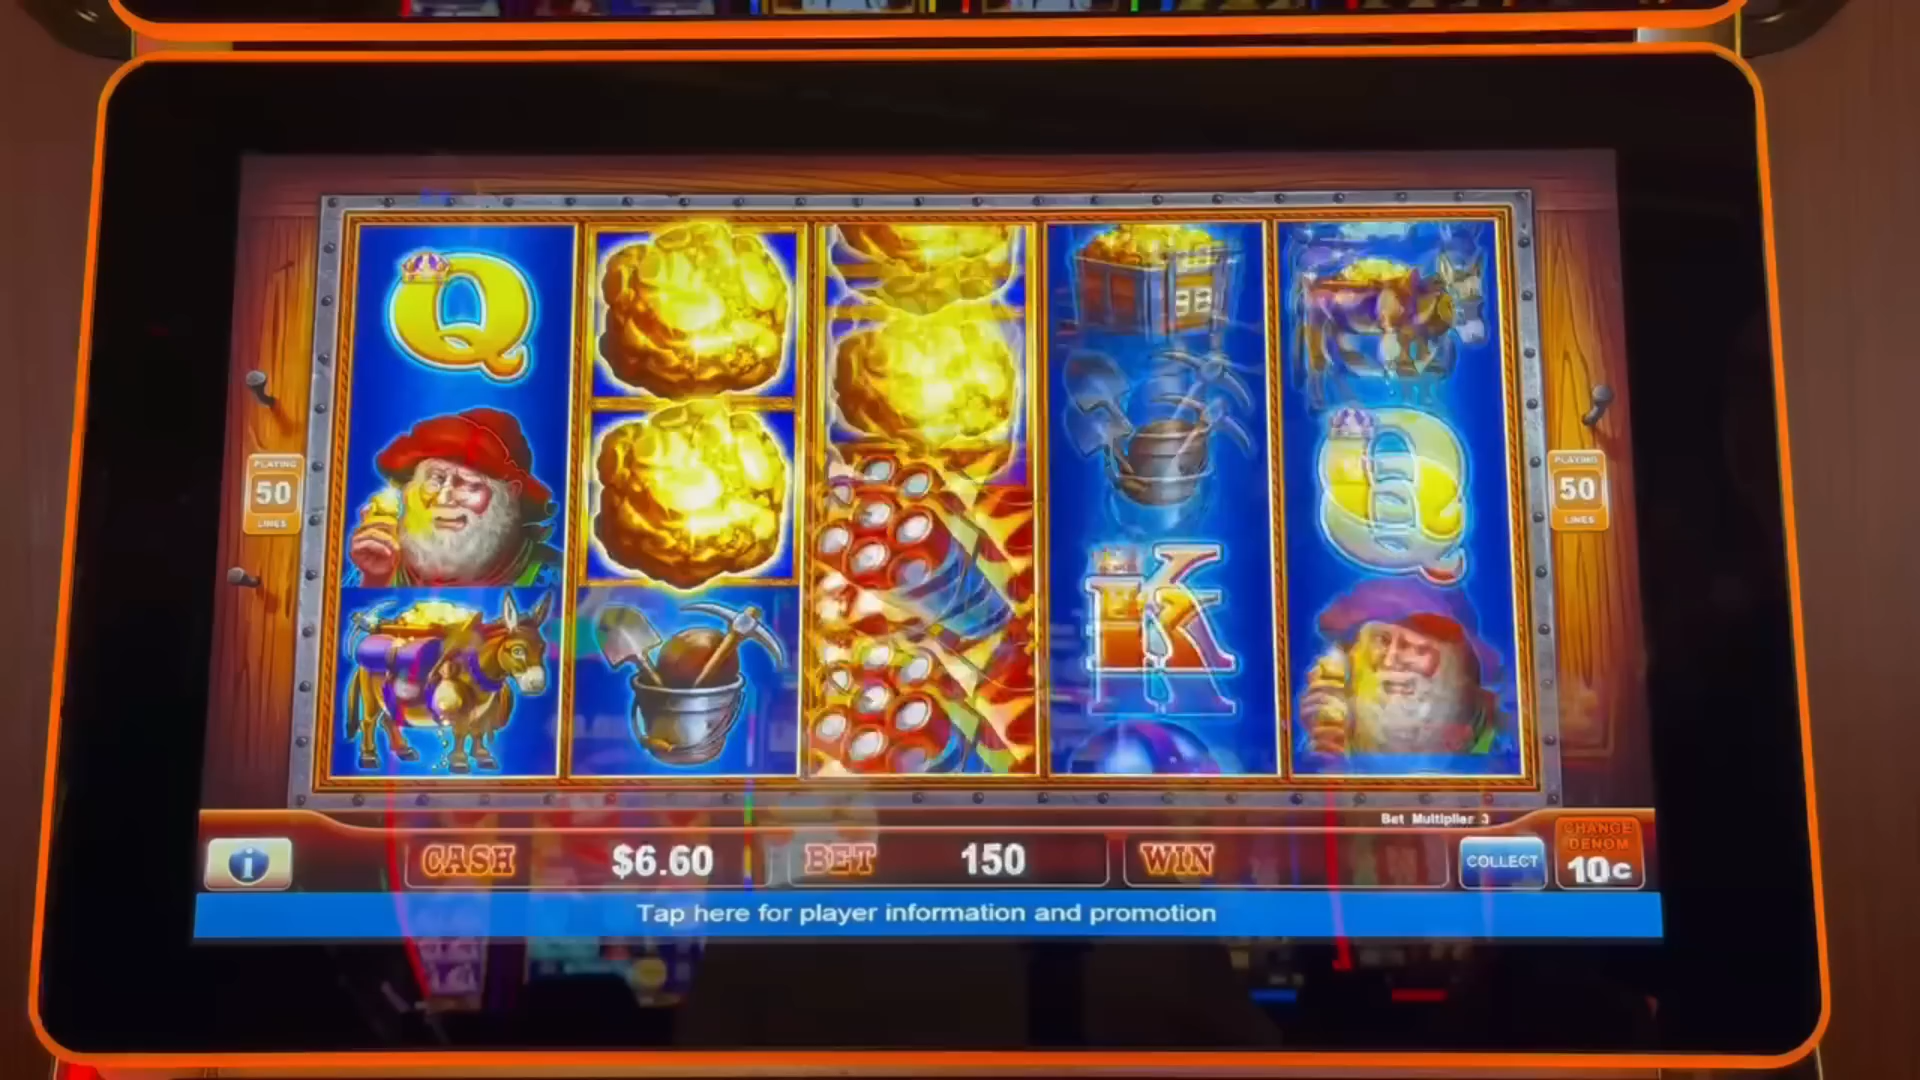 Q
Q
K
PLAYING
50
LINES
PLAYING
50
LINES
Bet Multiplier 3
CASH $6.60 BET 150 WIN COLLECT
CHANGE
DENOM
10c
Tap here for player information and promotion